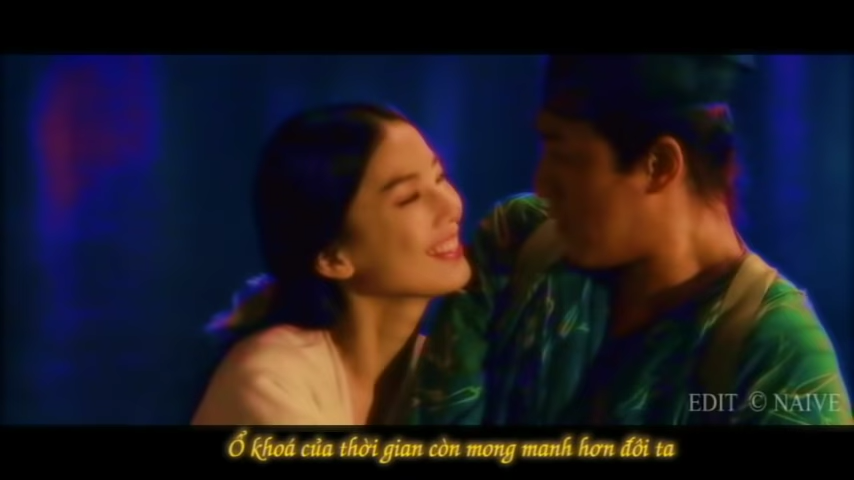 EDIT © NAIVE
Ổ khoá của thời gian còn mong manh hơn đôi ta